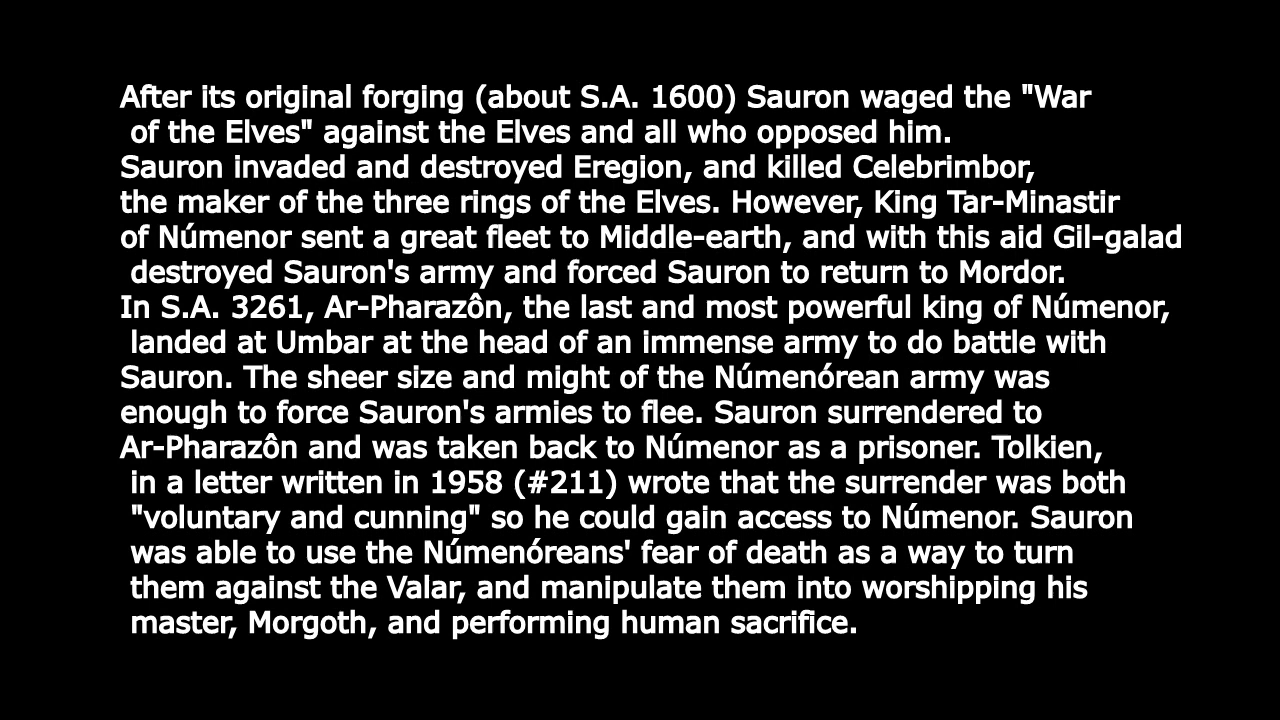 After its original forging (about S.A. 1600) Sauron waged the "War
of the Elves" against the Elves and all who opposed him.
Sauron invaded and destroyed Eregion, and killed Celebrimbor,
the maker of the three rings of the Elves. However, King Tar-Minastir
of Númenor sent a great fleet to Middle-earth, and with this aid Gil-galad
destroyed Sauron's army and forced Sauron to return to Mordor.
In S.A. 3261, Ar-Pharazôn, the last and most powerful king of Númenor,
landed at Umbar at the head of an immense army to do battle with
Sauron. The sheer size and might of the Númenórean army was
enough to force Sauron's armies to flee. Sauron surrendered to
Ar-Pharazôn and was taken back to Númenor as a prisoner. Tolkien,
in a letter written in 1958 (#211) wrote that the surrender was both
"voluntary and cunning" so he could gain access to Númenor. Sauron
was able to use the Númenóreans' fear of death as a way to turn
them against the Valar, and manipulate them into worshipping his
master, Morgoth, and performing human sacrifice.